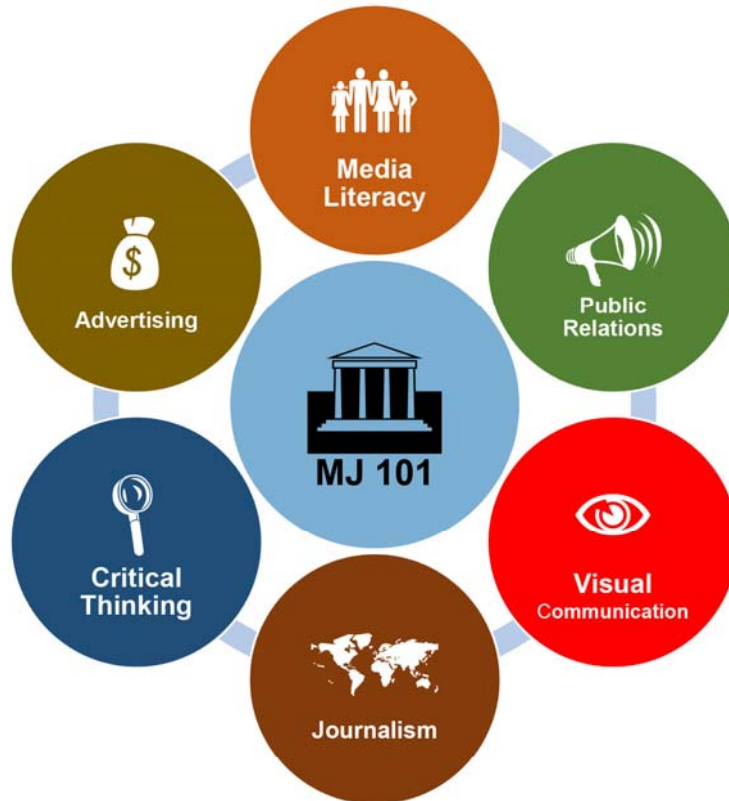 Media
Literacy
Public
Relations
Visual
Communication
Journalism
Critical
Thinking
$
Advertising
MJ 101